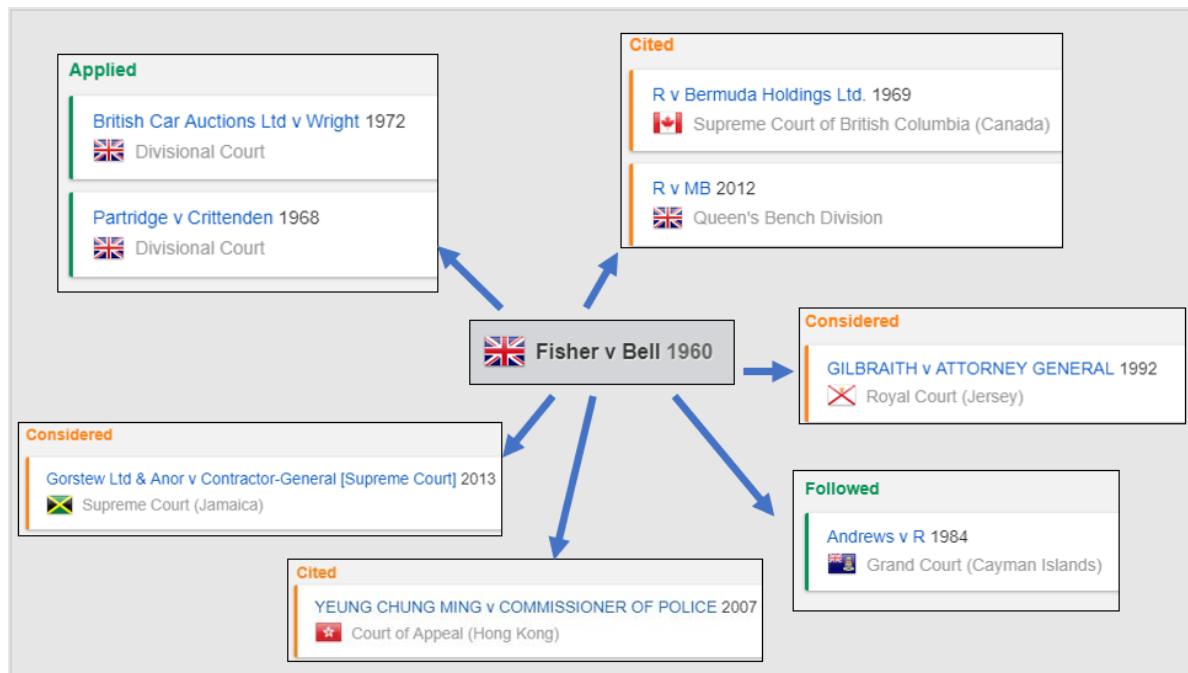 Applied
British Car Auctions Ltd v Wright 1972
Divisional Court
Partridge v Crittenden 1968
Divisional Court
Cited
R v Bermuda Holdings Ltd. 1969
Supreme Court of British Columbia (Canada)
R v MB 2012
Queen's Bench Division
Fisher v Bell 1960
Considered
GILBRAITH v ATTORNEY GENERAL 1992
Royal Court (Jersey)
Considered
Gorstew Ltd & Anor v Contractor-General [Supreme Court] 2013
Supreme Court (Jamaica)
Followed
Andrews v R 1984
Grand Court (Cayman Islands)
Cited
YEUNG CHUNG MING v COMMISSIONER OF POLICE 2007
Court of Appeal (Hong Kong)